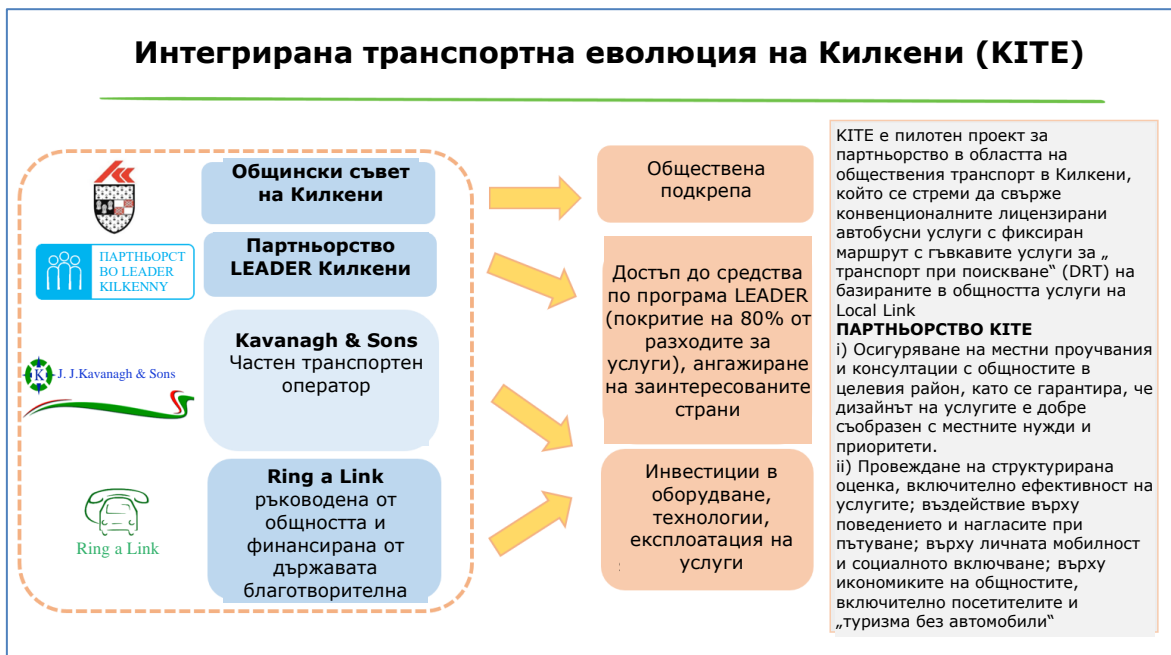 Интегрирана транспортна еволюция на Килкени (KITE)
Общински съвет
на Килкени
ПАРТНЬОРСТ
ВО LEADER
KILKENNY
Партньорство
LEADER Килкени
K
J. J.Kavanagh & Sons
Kavanagh & Sons
Частен транспортен
оператор
Ring a Link
Ring a Link
ръководена от
общността и
финансирана от
държавата
благотворителна
Обществена
подкрепа
Достъп до средства
по програма LEADER
(покритие на 80% от
разходите за
услуги), ангажиране
на заинтересованите
страни
Инвестиции в
оборудване,
технологии,
експлоатация на
услуги
KITE е пилотен проект за
партньорство в областта на
обществения транспорт в Килкени,
който се стреми да свърже
конвенционалните лицензирани
автобусни услуги с фиксиран
маршрут с гъвкавите услуги за „
транспорт при поискване“ (DRT) на
базираните в общността услуги на
Local Link
ПАРТНЬОРСТВО KITE
i) Осигуряване на местни проучвания
и консултации с общностите в
целевия район, като се гарантира, че
дизайнът на услугите е добре
съобразен с местните нужди и
приоритети.
ii) Провеждане на структурирана
оценка, включително ефективност на
услугите; въздействие върху
поведението и нагласите при
пътуване; върху личната мобилност
и социалното включване; върху
икономиките на общностите,
включително посетителите и
„туризма без автомобили“